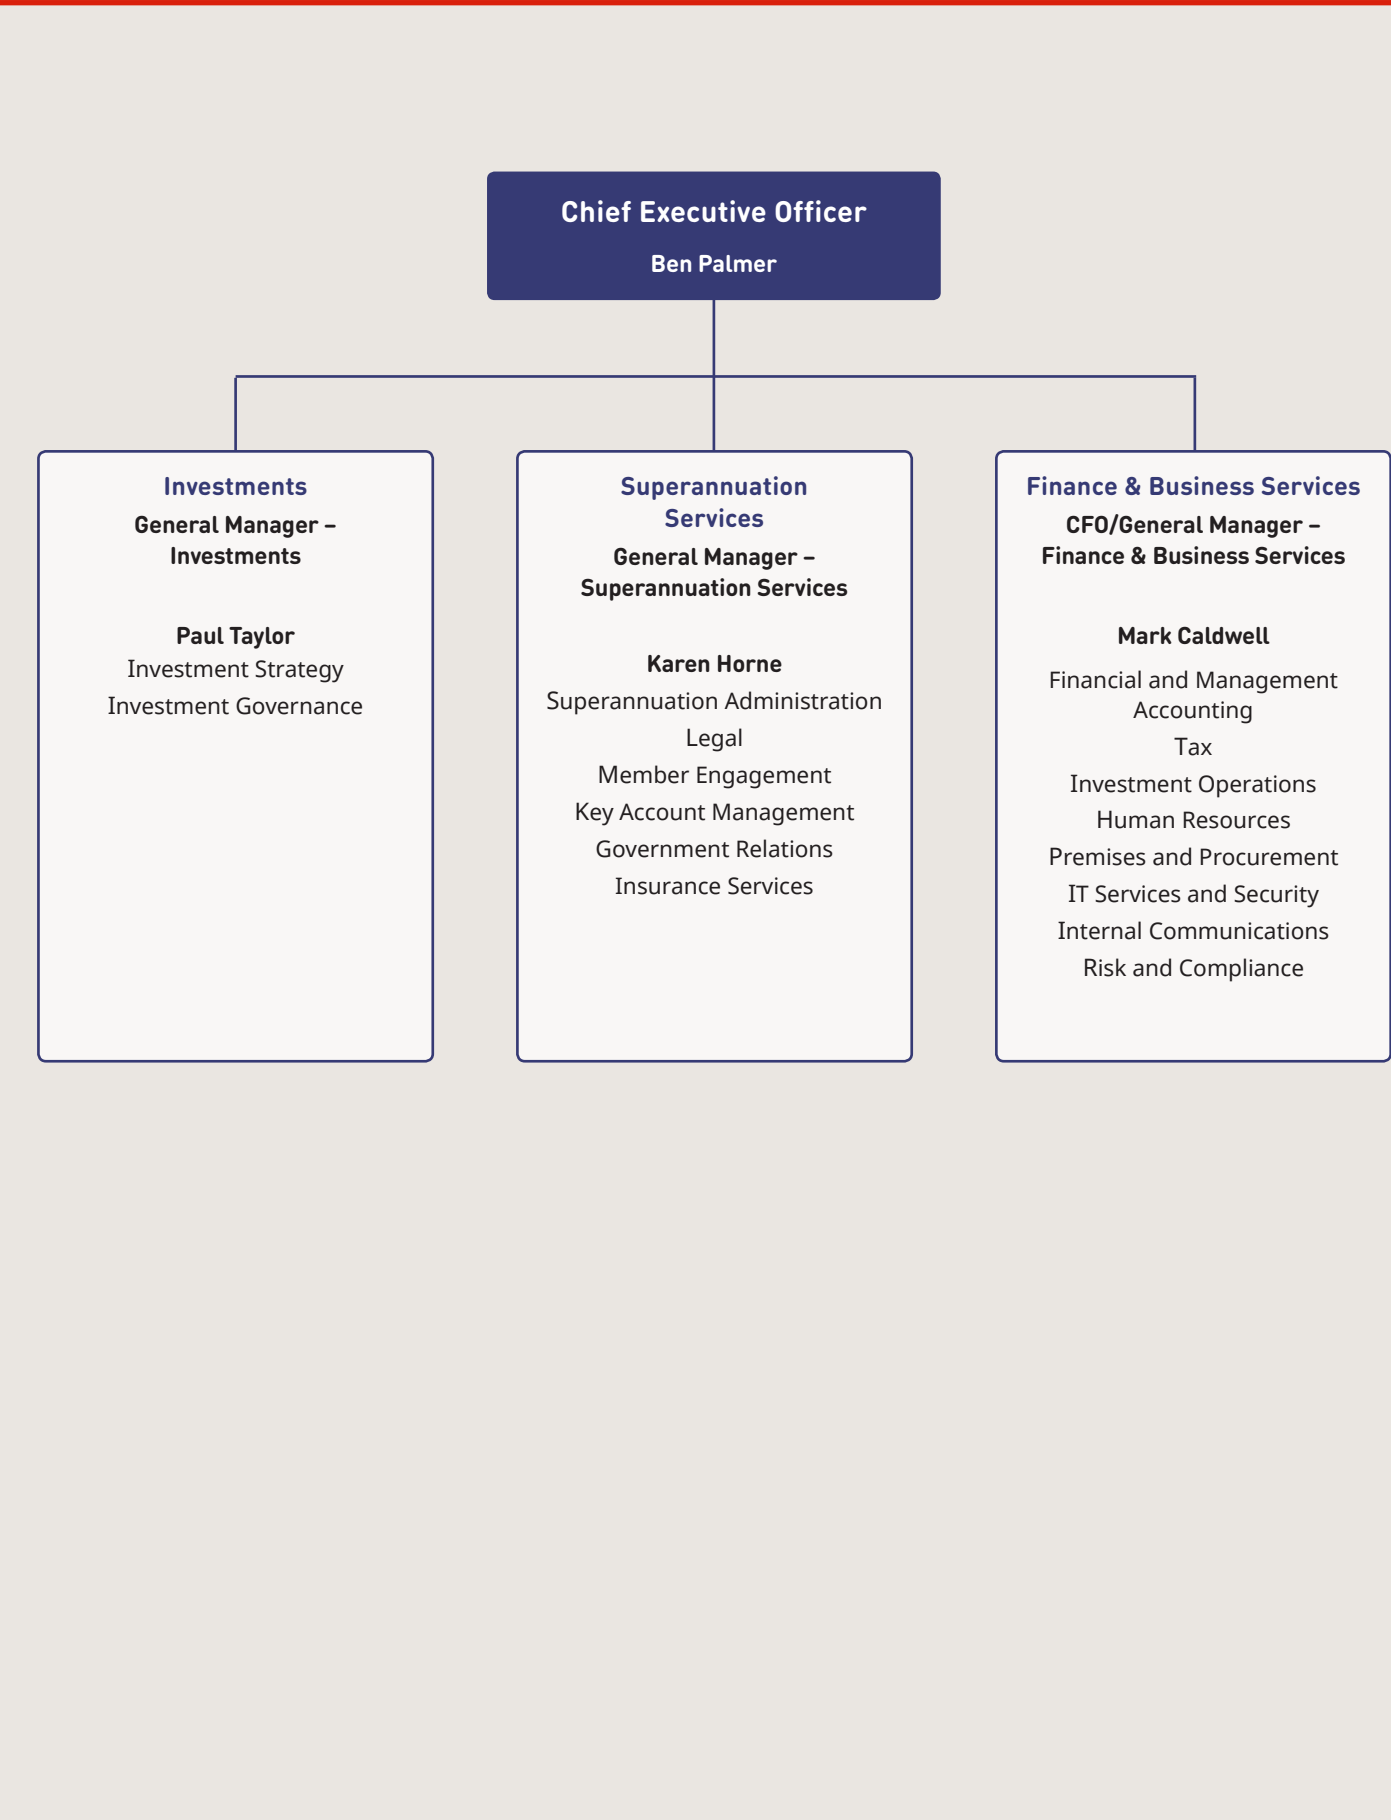 Chief Executive Officer
Ben Palmer
Investments
General Manager –
Investments
Paul Taylor
Investment Strategy
Investment Governance
Superannuation
Services
General Manager –
Superannuation Services
Karen Horne
Superannuation Administration
Legal
Member Engagement
Key Account Management
Government Relations
Insurance Services
Finance & Business Services
CFO/General Manager –
Finance & Business Services
Mark Caldwell
Financial and Management
Accounting
Tax
Investment Operations
Human Resources
Premises and Procurement
IT Services and Security
Internal Communications
Risk and Compliance